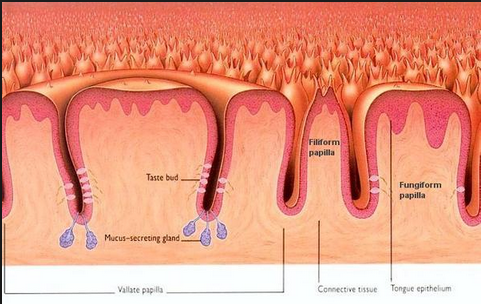 Filiform
papilla
Taste bud
Fungiform
papilla
Mucus-secreting gland
Vallate papilla
Connective tissue
Tongue epithelium